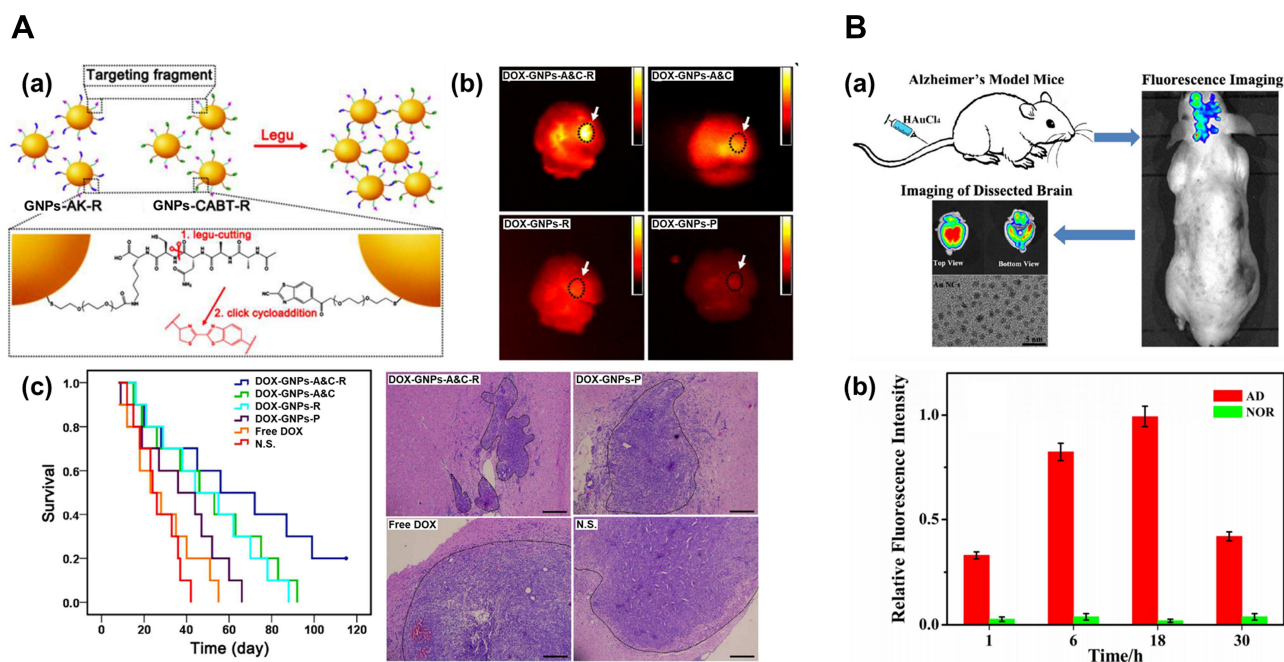 A
(a)
Targeting fragment
Legu
GNPs-AK-R
GNPs-CABT-R
1. legu-cutting
HS
O
HO
O
NH₂
2. click cycloaddition
NC
(b)
DOX-GNPs-A&C-R
DOX-GNPs-A&C
DOX-GNPs-R
DOX-GNPs-P
(c)
Survival
1.0
0.8
0.6
0.4
0.2
0.0
DOX-GNPs-A&C-R
DOX-GNPs-A&C
DOX-GNPs-R
DOX-GNPs-P
Free DOX
N.S.
0 20 40 60 80 100 120
Time (day)
DOX-GNPs-A&C-R
DOX-GNPs-P
Free DOX
N.S.
B
(a)
Alzheimer's Model Mice
HAuCl₄
Fluorescence Imaging
Imaging of Dissected Brain
Top View
Bottom View
Au NCs
5 nm
(b)
Relative Fluorescence Intensity
1.0
0.5
0.0
AD
NOR
1 6 18 30
Time/h